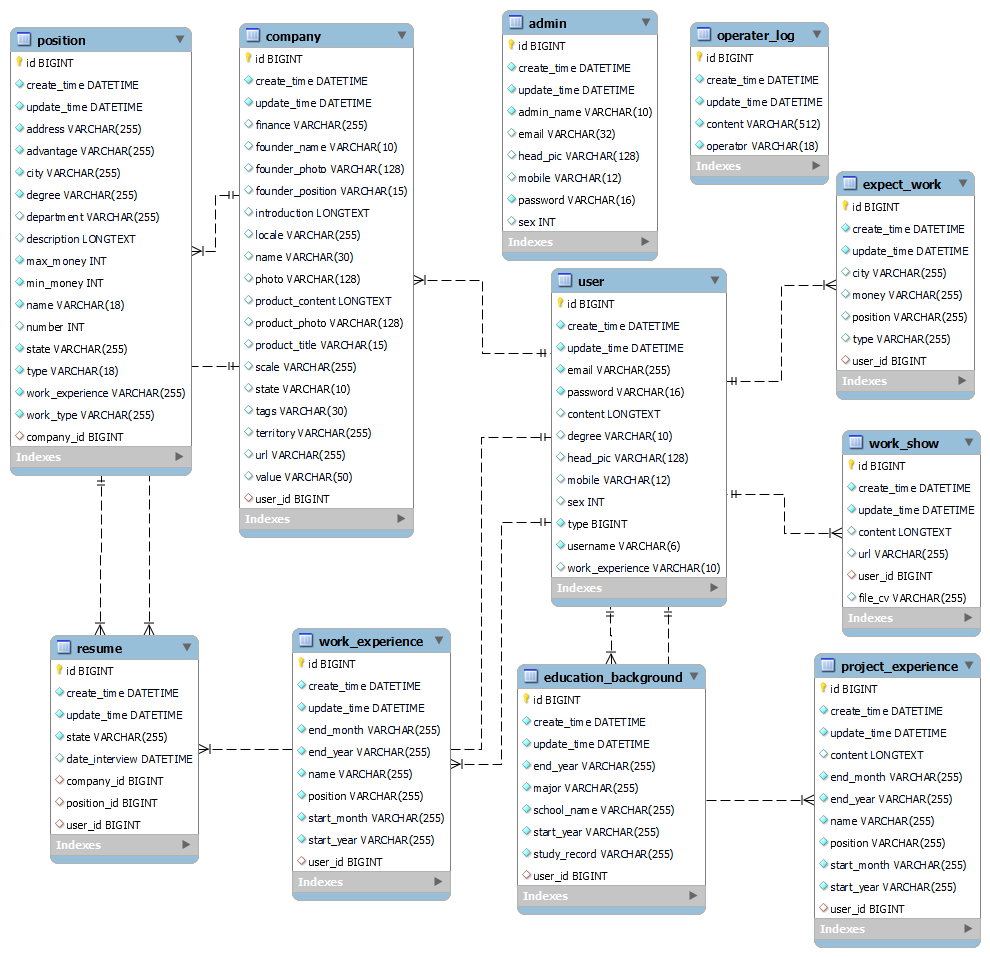 position
id BIGINT
create_time DATETIME
update_time DATETIME
address VARCHAR(255)
advantage VARCHAR(255)
city VARCHAR(255)
degree VARCHAR(255)
department VARCHAR(255)
description LONGTEXT
max_money INT
min_money INT
name VARCHAR(18)
number INT
state VARCHAR(255)
type VARCHAR(18)
work_experience VARCHAR(255)
work_type VARCHAR(255)
company_id BIGINT
Indexes
company
id BIGINT
create_time DATETIME
update_time DATETIME
finance VARCHAR(255)
founder_name VARCHAR(10)
founder_photo VARCHAR(128)
founder_position VARCHAR(15)
introduction LONGTEXT
locale VARCHAR(255)
name VARCHAR(30)
photo VARCHAR(128)
product_content LONGTEXT
product_photo VARCHAR(128)
product_title VARCHAR(15)
scale VARCHAR(255)
state VARCHAR(10)
tags VARCHAR(30)
territory VARCHAR(255)
url VARCHAR(255)
value VARCHAR(50)
user_id BIGINT
Indexes
admin
id BIGINT
create_time DATETIME
update_time DATETIME
admin_name VARCHAR(10)
email VARCHAR(32)
head_pic VARCHAR(128)
mobile VARCHAR(12)
password VARCHAR(16)
sex INT
Indexes
operater_log
id BIGINT
create_time DATETIME
update_time DATETIME
content VARCHAR(512)
operator VARCHAR(18)
Indexes
expect_work
id BIGINT
create_time DATETIME
update_time DATETIME
city VARCHAR(255)
money VARCHAR(255)
position VARCHAR(255)
type VARCHAR(255)
user_id BIGINT
Indexes
user
id BIGINT
create_time DATETIME
update_time DATETIME
email VARCHAR(255)
password VARCHAR(16)
content LONGTEXT
degree VARCHAR(10)
head_pic VARCHAR(128)
mobile VARCHAR(12)
sex INT
type BIGINT
username VARCHAR(6)
work_experience VARCHAR(10)
Indexes
work_show
id BIGINT
create_time DATETIME
update_time DATETIME
content LONGTEXT
url VARCHAR(255)
user_id BIGINT
file_cv VARCHAR(255)
Indexes
resume
id BIGINT
create_time DATETIME
update_time DATETIME
state VARCHAR(255)
date_interview DATETIME
company_id BIGINT
position_id BIGINT
user_id BIGINT
Indexes
work_experience
id BIGINT
create_time DATETIME
update_time DATETIME
end_month VARCHAR(255)
end_year VARCHAR(255)
name VARCHAR(255)
position VARCHAR(255)
start_month VARCHAR(255)
start_year VARCHAR(255)
user_id BIGINT
Indexes
education_background
id BIGINT
create_time DATETIME
update_time DATETIME
end_year VARCHAR(255)
major VARCHAR(255)
school_name VARCHAR(255)
start_year VARCHAR(255)
study_record VARCHAR(255)
user_id BIGINT
Indexes
project_experience
id BIGINT
create_time DATETIME
update_time DATETIME
content LONGTEXT
end_month VARCHAR(255)
end_year VARCHAR(255)
name VARCHAR(255)
position VARCHAR(255)
start_month VARCHAR(255)
start_year VARCHAR(255)
user_id BIGINT
Indexes